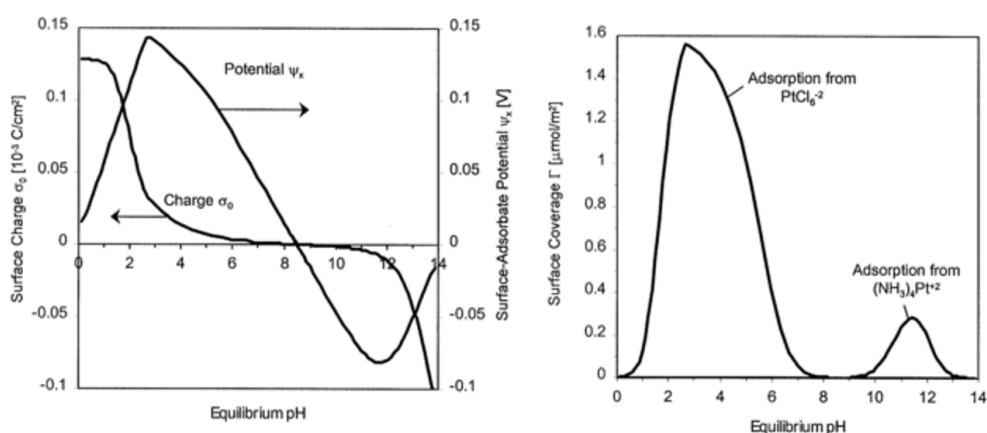 0.15
0.1
0.05
0
-0.05
-0.1
Surface Charge σ₀ [10⁻³ C/cm²]
0 2 4 6 8 10 12 14
Equilibrium pH
Potential ψₓ
Charge σ₀
0.15
0.1
0.05
0
-0.05
-0.1
Surface-Adsorbate Potential ψₓ [V]
1.6
1.4
1.2
1
0.8
0.6
0.4
0.2
0
Surface Coverage Γ [μmol/m²]
Adsorption from
PtCl₆⁻²
Adsorption from
(NH₃)₄Pt⁺²
0 2 4 6 8 10 12 14
Equilibrium pH